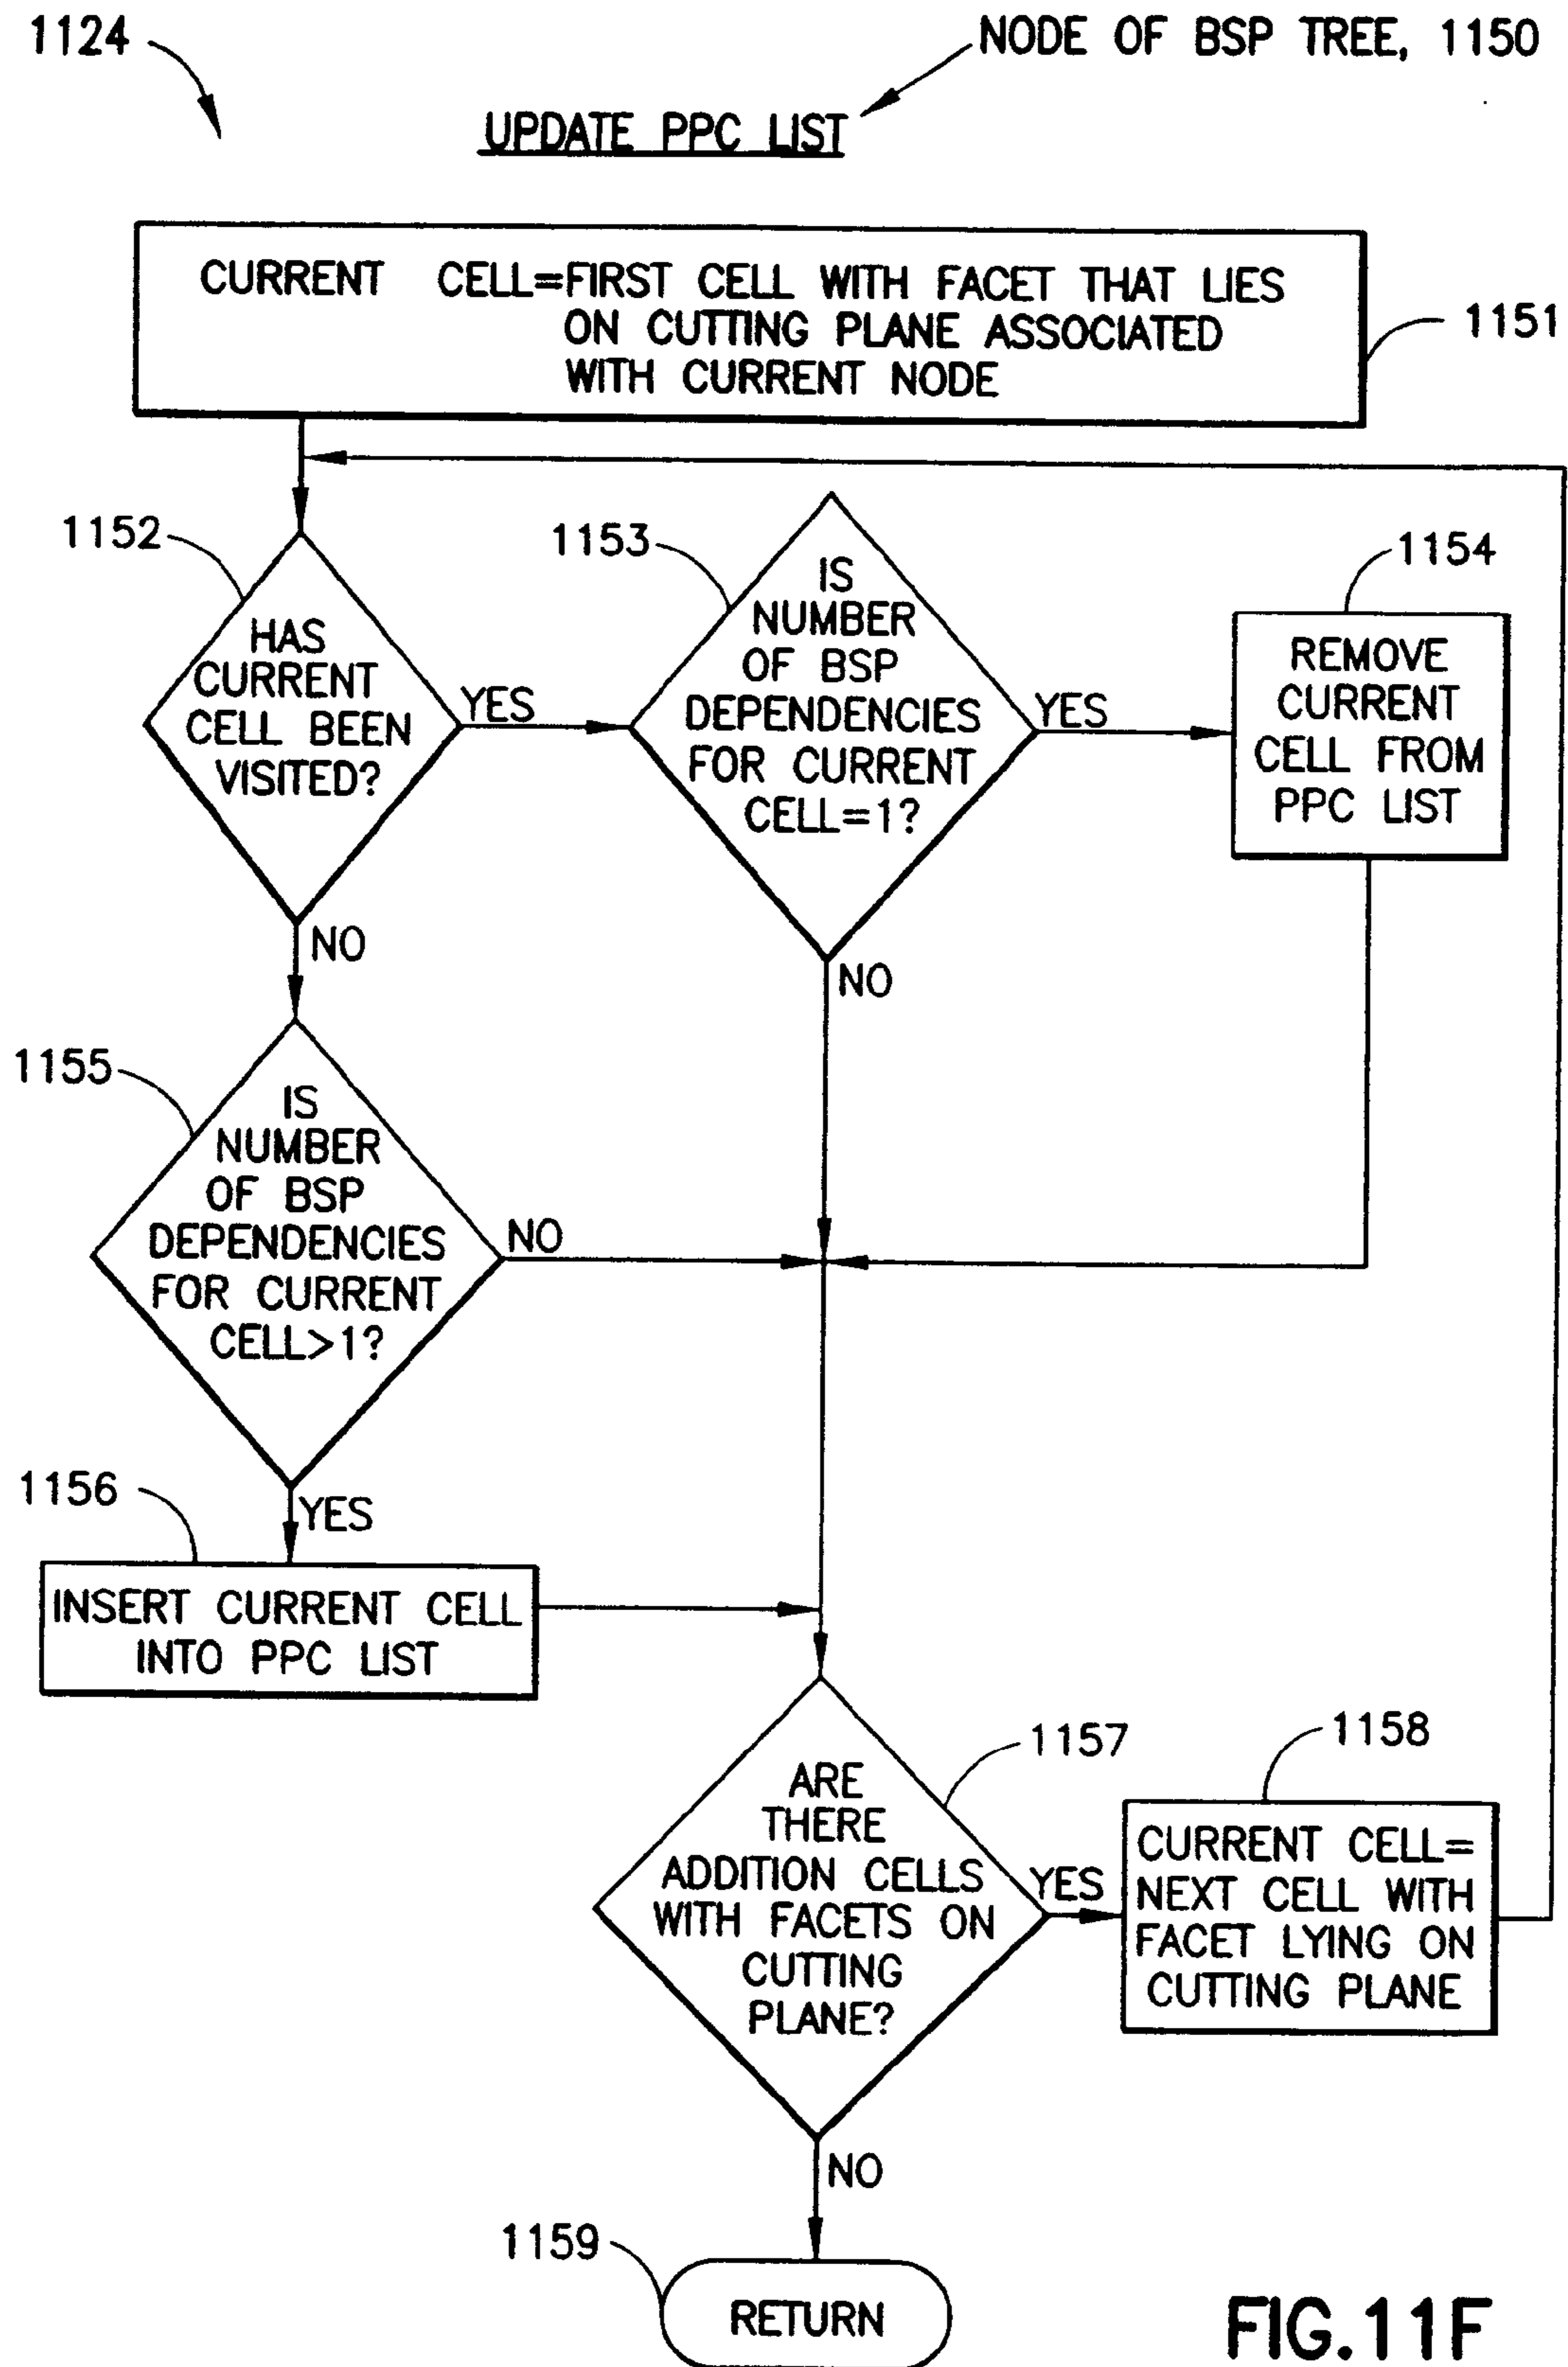 1124
NODE OF BSP TREE, 1150
UPDATE PPC LIST
CURRENT CELL=FIRST CELL WITH FACET THAT LIES
ON CUTTING PLANE ASSOCIATED
WITH CURRENT NODE
1151
1152
HAS
CURRENT
CELL BEEN
VISITED?
YES
NO
1153
IS
NUMBER
OF BSP
DEPENDENCIES
FOR CURRENT
CELL=1?
YES
NO
1154
REMOVE
CURRENT
CELL FROM
PPC LIST
1155
IS
NUMBER
OF BSP
DEPENDENCIES
FOR CURRENT
CELL>1?
NO
YES
1156
INSERT CURRENT CELL
INTO PPC LIST
1157
ARE
THERE
ADDITION CELLS
WITH FACETS ON
CUTTING
PLANE?
YES
NO
1158
CURRENT CELL=
NEXT CELL WITH
FACET LYING ON
CUTTING PLANE
1159
RETURN
FIG.11F